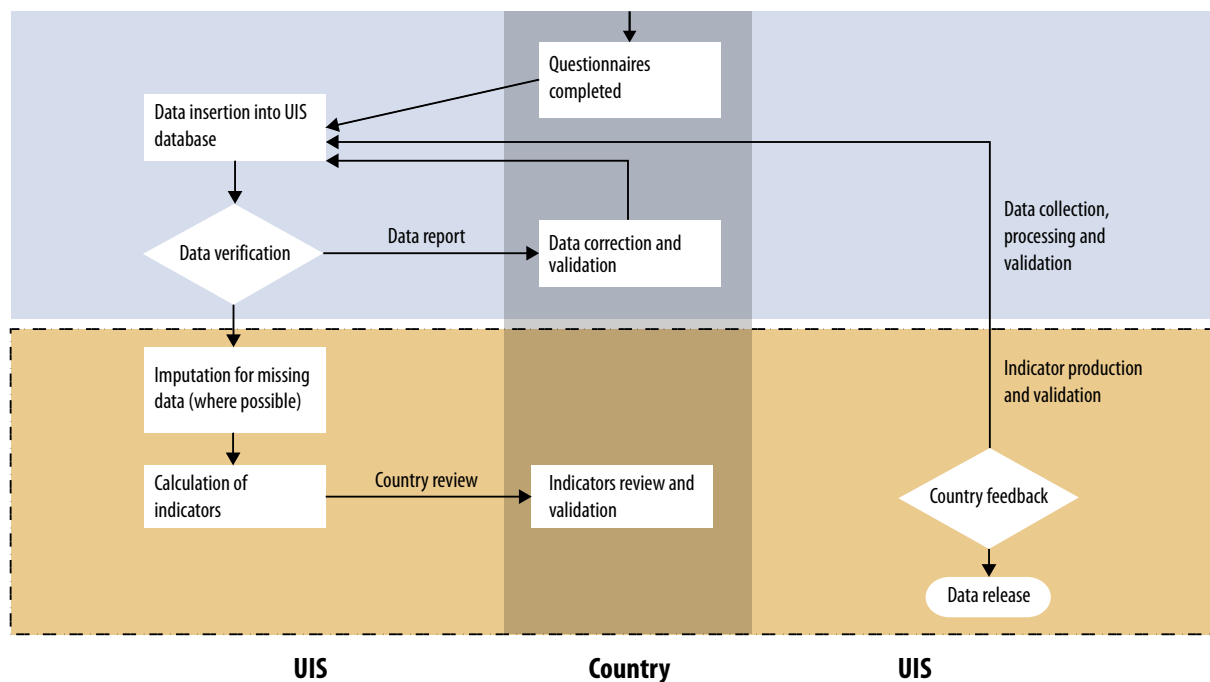 Questionnaires
completed
Data insertion into UIS
database
Data verification
Data report
Data correction and
validation
Data collection,
processing and
validation
Imputation for missing
data (where possible)
Indicator production
and validation
Calculation of
indicators
Country review
Indicators review and
validation
Country feedback
Data release
UIS
Country
UIS